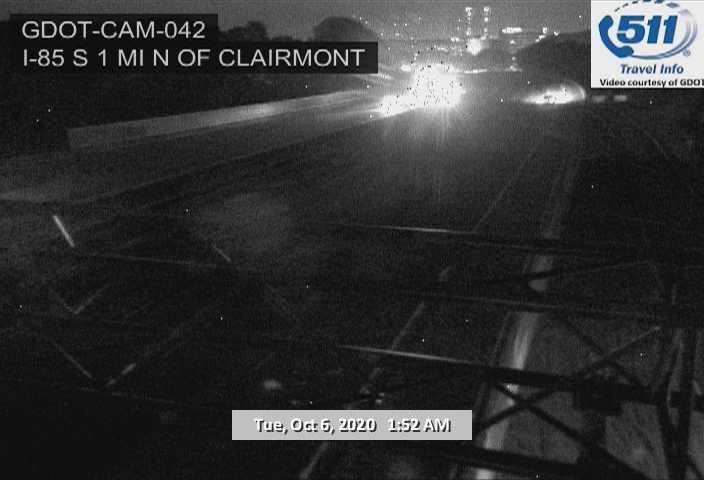 GDOT-CAM-042
I-85 S 1 MI N OF CLAIRMONT
511
Travel Info
Video courtesy of GDOT
Tue, Oct 6, 2020 1:52 AM